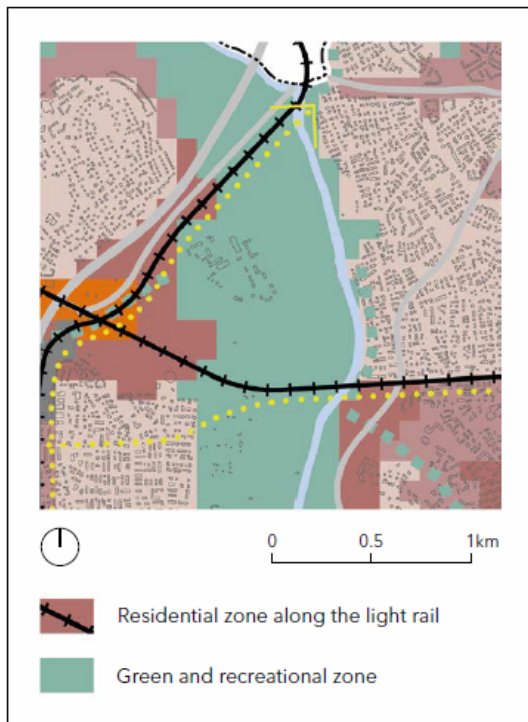 0 0.5 1km
Residential zone along the light rail
Green and recreational zone